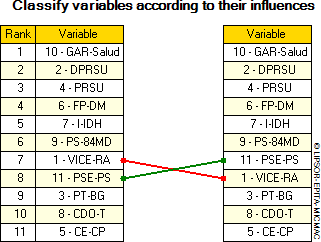 Classify variables according to their influences
Rank Variable Variable
1 10 - GAR-Salud 10 - GAR-Salud
2 2 - DPRSU 2 - DPRSU
3 4 - PRSU 4 - PRSU
4 6 - FP-DM 6 - FP-DM
5 7 - I-IDH 7 - I-IDH
6 9 - PS-84MD 9 - PS-84MD
7 1 - VICE-RA 11 - PSE-PS
8 11 - PSE-PS 1 - VICE-RA
9 3 - PT-BG 3 - PT-BG
10 8 - CDO-T 8 - CDO-T
11 5 - CE-CP 5 - CE-CP
© LIPSOR-EPITA-MICMAC